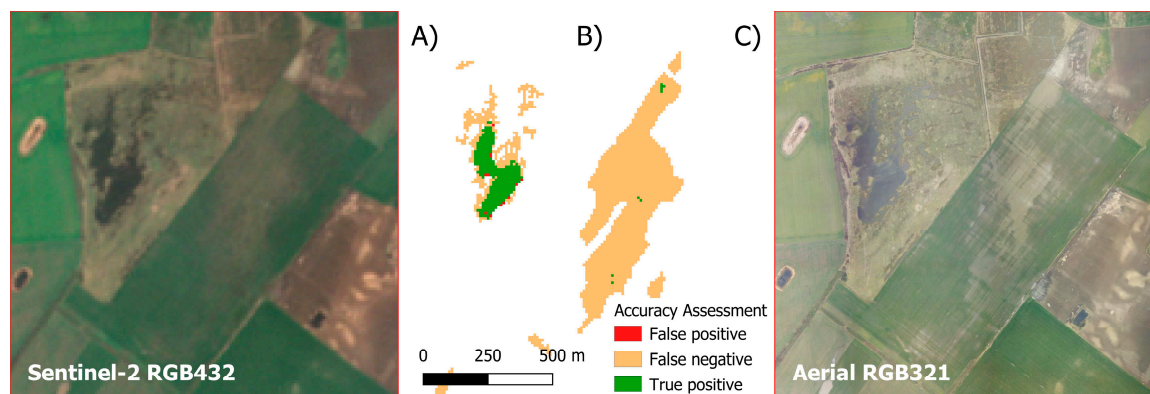 A)
B)
C)
Accuracy Assessment
False positive
False negative
True positive
0 250 500 m
Sentinel-2 RGB432
Aerial RGB321